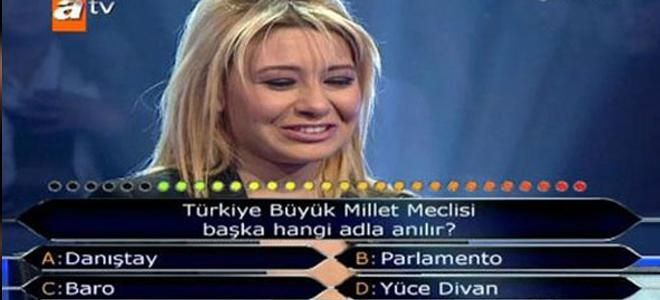 atv
Türkiye Büyük Millet Meclisi
başka hangi adla anılır?
A:Danıştay
B:Parlamento
C:Baro
D:Yüce Divan